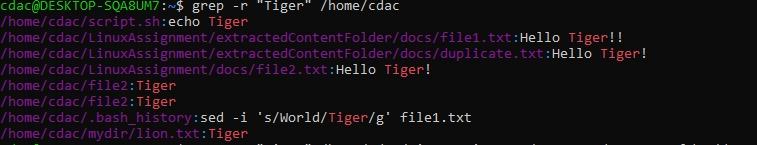 cdac@DESKTOP-SQA8UM7:~$ grep -r "Tiger" /home/cdac
/home/cdac/script.sh:echo Tiger
/home/cdac/LinuxAssignment/extractedContentFolder/docs/file1.txt:Hello Tiger!!
/home/cdac/LinuxAssignment/extractedContentFolder/docs/duplicate.txt:Hello Tiger!
/home/cdac/LinuxAssignment/docs/file2.txt:Hello Tiger!
/home/cdac/file2:Tiger
/home/cdac/file2:Tiger
/home/cdac/.bash_history:sed -i 's/World/Tiger/g' file1.txt
/home/cdac/mydir/lion.txt:Tiger